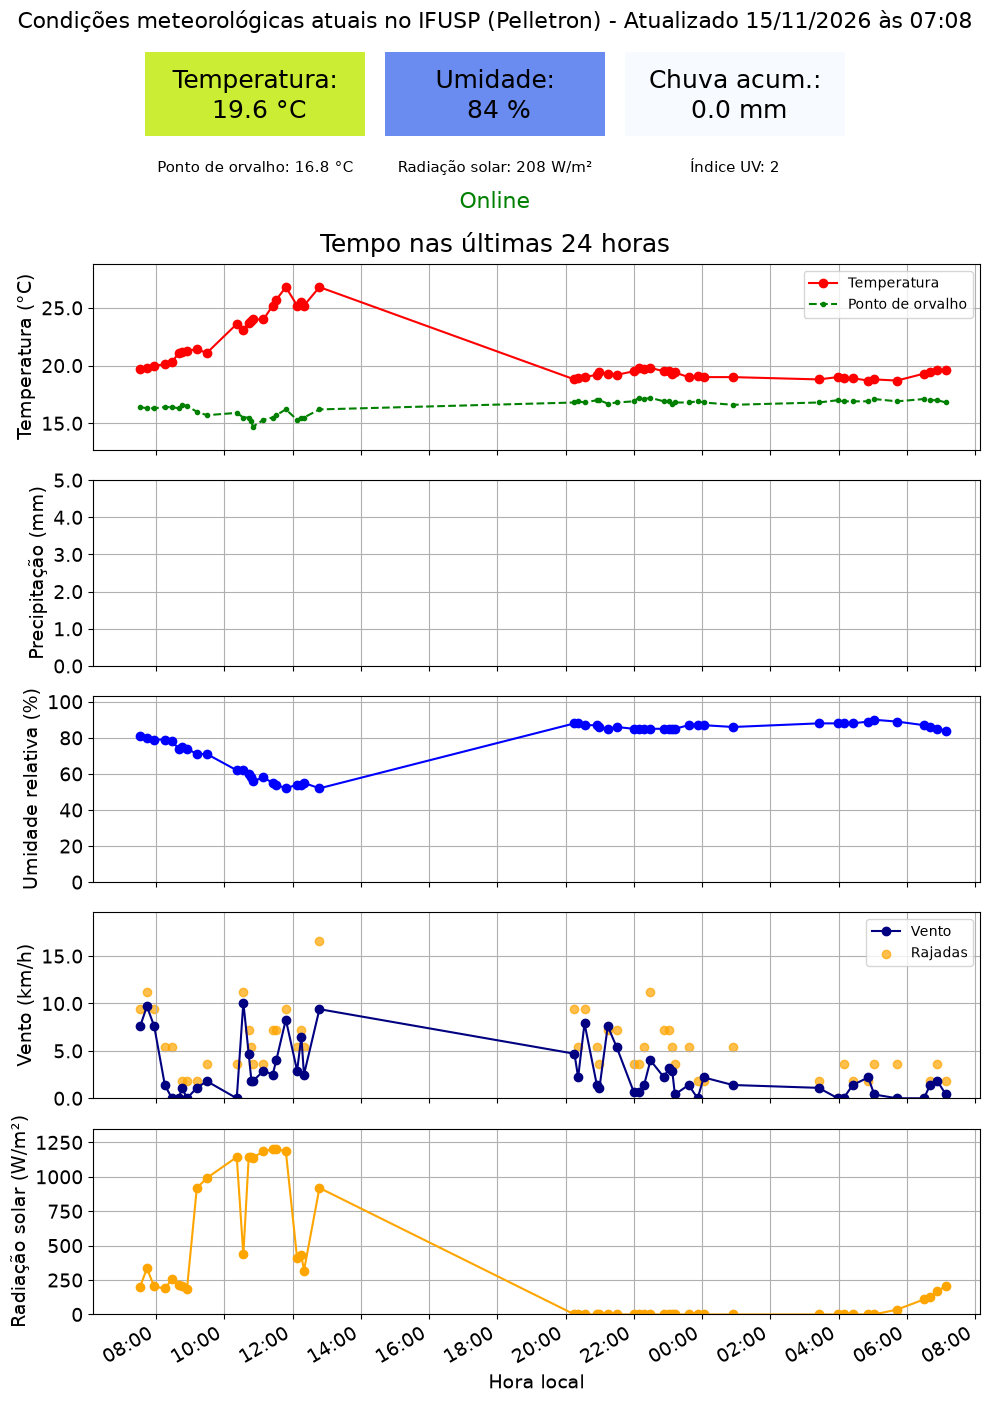 Condições meteorológicas atuais no IFUSP (Pelletron) - Atualizado 15/11/2026 às 07:08
Temperatura:
19.6 °C
Umidade:
84 %
Chuva acum.:
0.0 mm
Ponto de orvalho: 16.8 °C
Radiação solar: 208 W/m²
Índice UV: 2
Online
Tempo nas últimas 24 horas
Temperatura (°C)
25.0
20.0
15.0
Temperatura
Ponto de orvalho
Precipitação (mm)
5.0
4.0
3.0
2.0
1.0
0.0
Umidade relativa (%)
100
80
60
40
20
0
Vento (km/h)
15.0
10.0
5.0
0.0
Vento
Rajadas
Radiação solar (W/m²)
1250
1000
750
500
250
0
08:00
10:00
12:00
14:00
16:00
18:00
20:00
22:00
00:00
02:00
04:00
06:00
08:00
Hora local